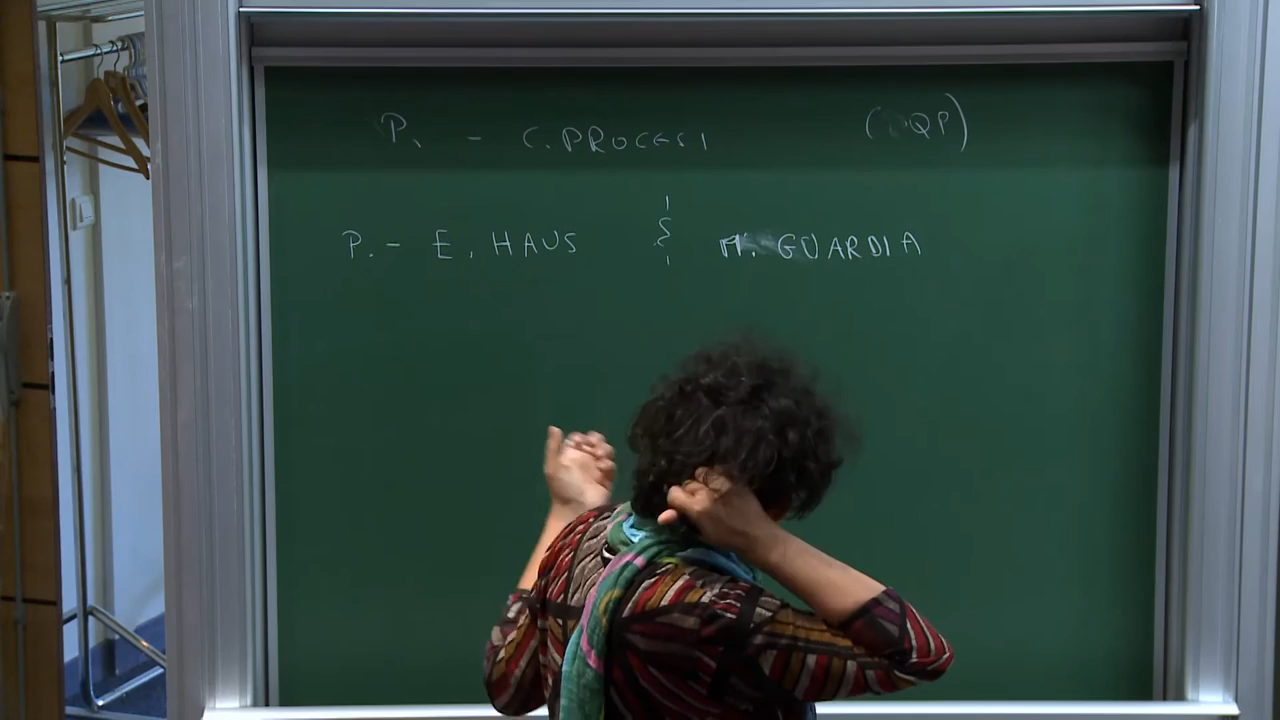 P. - C. PROCESI (QP)
P. - E. HAUS & M. GUARDIA